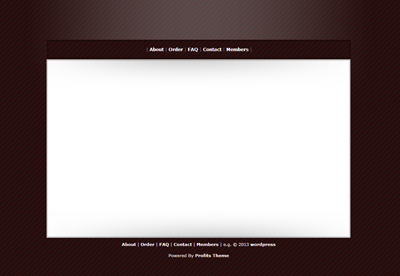 | About | Order | FAQ | Contact | Members |
About | Order | FAQ | Contact | Members | e.g. © 2013 wordpress
Powered By Profits Theme